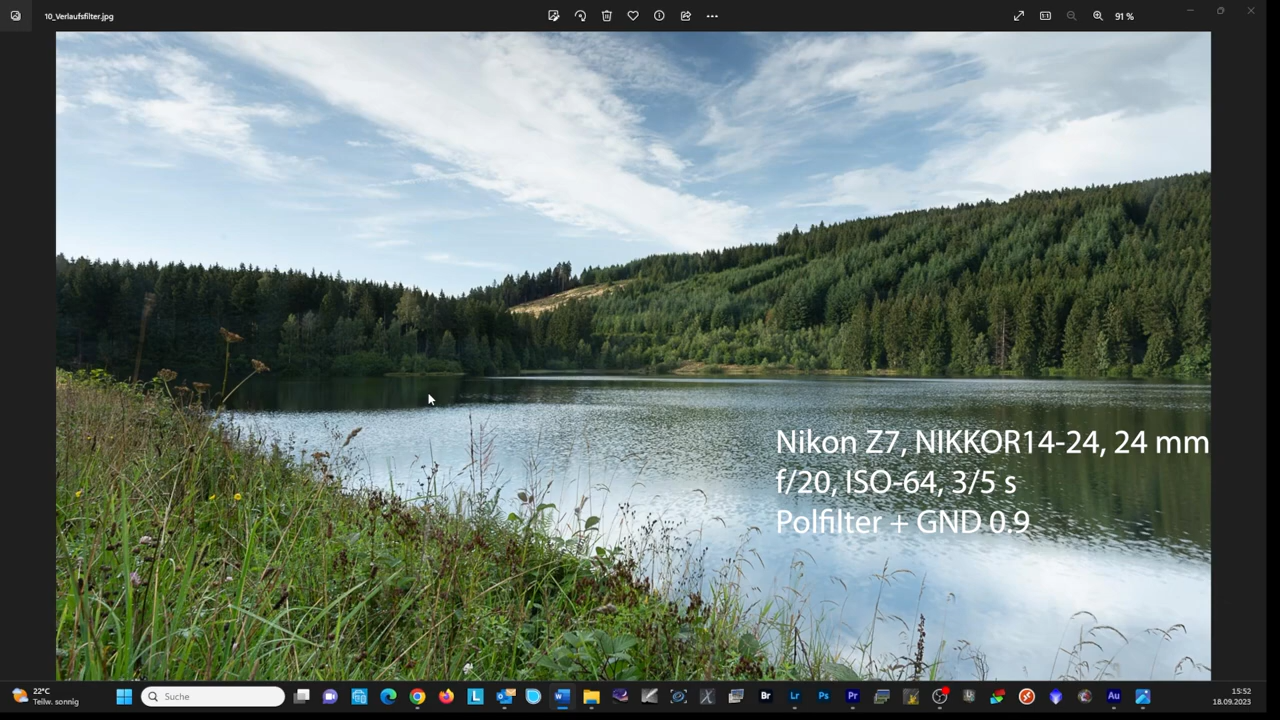 10_Verlaufsfilter.jpg
91 %
Nikon Z7, NIKKOR14-24, 24 mm
f/20, ISO-64, 3/5 s
Polfilter + GND 0.9
22°C
Teilw. sonnig
Suche
15:52
18.09.2023